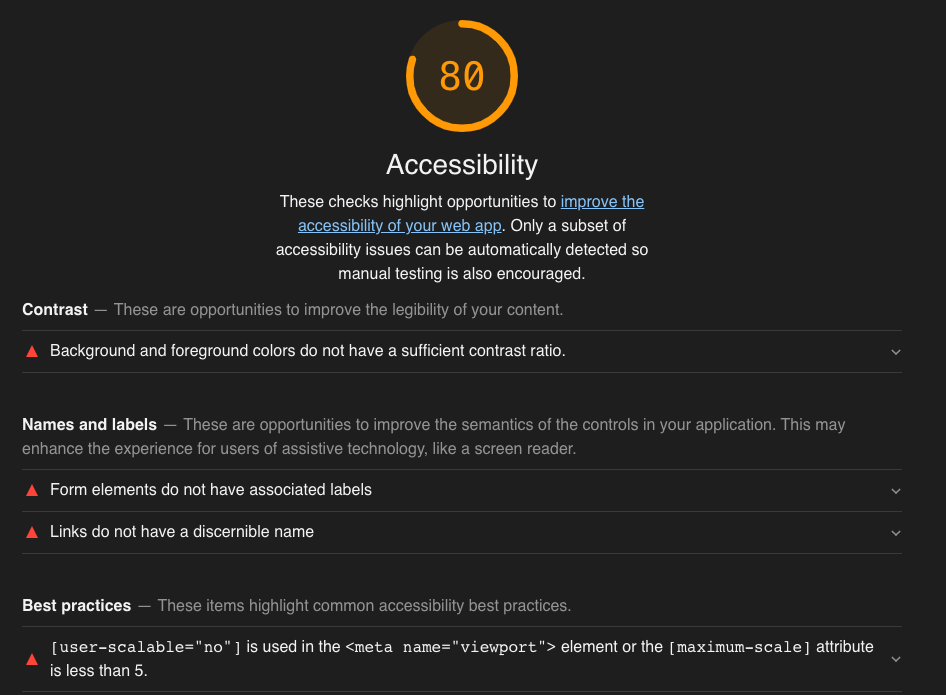 80
Accessibility
These checks highlight opportunities to improve the
accessibility of your web app. Only a subset of
accessibility issues can be automatically detected so
manual testing is also encouraged.
Contrast — These are opportunities to improve the legibility of your content.
Background and foreground colors do not have a sufficient contrast ratio.
Names and labels — These are opportunities to improve the semantics of the controls in your application. This may
enhance the experience for users of assistive technology, like a screen reader.
Form elements do not have associated labels
Links do not have a discernible name
Best practices — These items highlight common accessibility best practices.
[user-scalable="no"] is used in the <meta name="viewport"> element or the [maximum-scale] attribute
is less than 5.